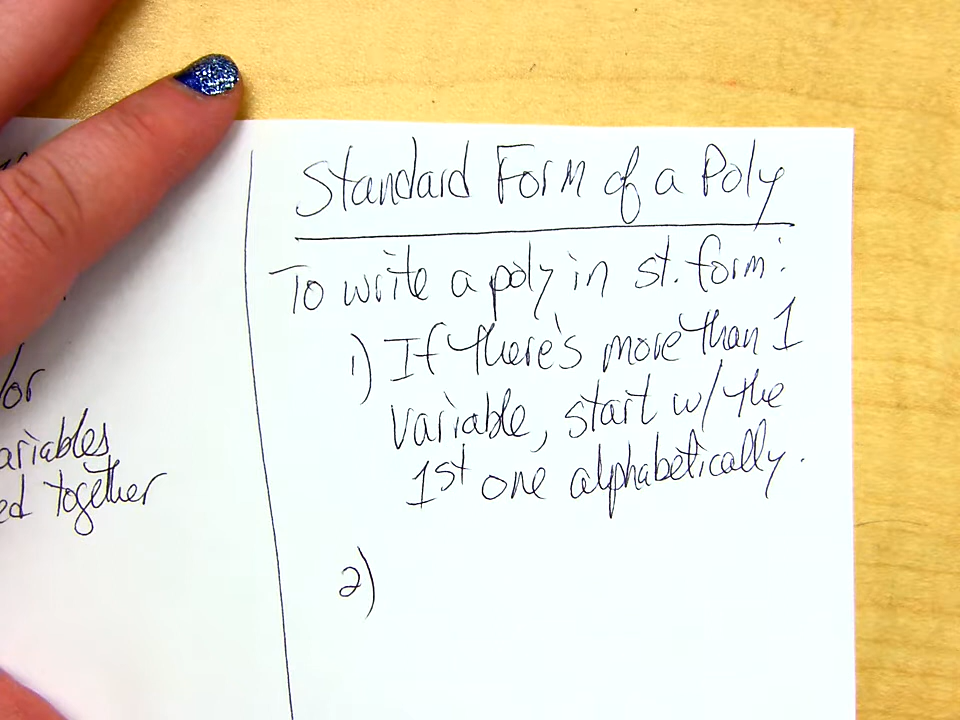 /or
ariables
ed together
Standard Form of a Poly
To write a poly in st. form:
1) If there's more than 1
variable, start w/ the
1st one alphabetically.
2)